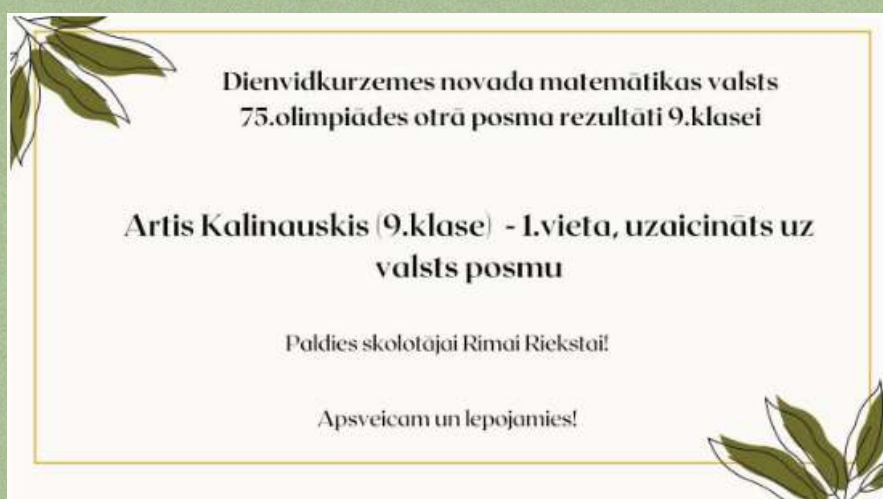 Dienvidkurzemes novada matemātikas valsts
75.olimpiādes otrā posma rezultāti 9.klasei
Artis Kalinauskis (9.klase) - 1.vieta, uzaicināts uz
valsts posmu
Paldies skolotājai Rimai Riekstai!
Apsveicam un lepojamies!